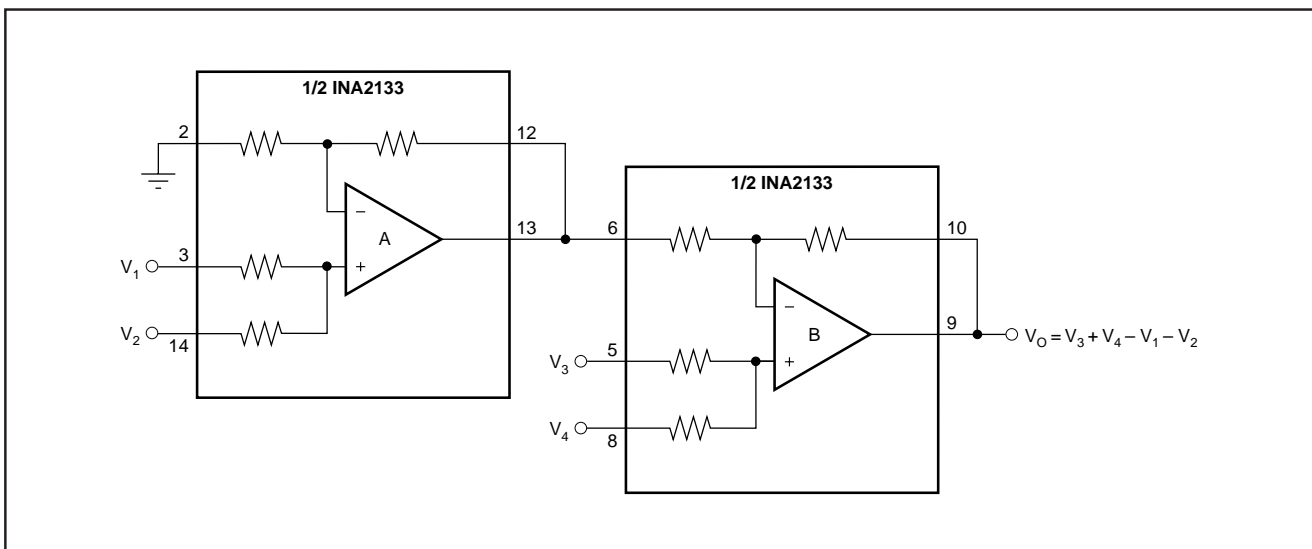 1/2 INA2133
2
12
A
−
+
13
3
V1
V2
14
1/2 INA2133
6
10
−
B
+
9
VO = V3 + V4 – V1 – V2
5
V3
V4
8